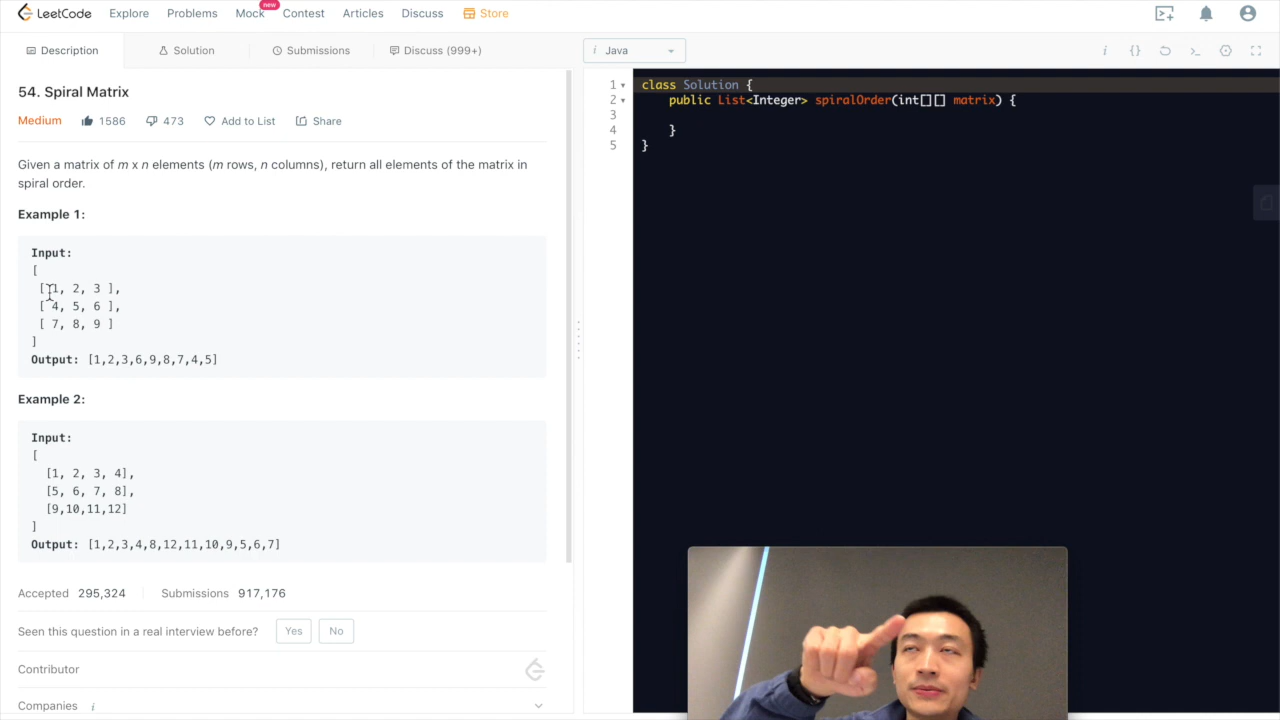 LeetCode Explore Problems Mock new Contest Articles Discuss Store
Description Solution Submissions Discuss (999+)
54. Spiral Matrix
Medium 1586 473 Add to List Share
Given a matrix of m x n elements (m rows, n columns), return all elements of the matrix in
spiral order.
Example 1:
Input:
[
[ 1, 2, 3 ],
[ 4, 5, 6 ],
[ 7, 8, 9 ]
]
Output: [1,2,3,6,9,8,7,4,5]
Example 2:
Input:
[
[1, 2, 3, 4],
[5, 6, 7, 8],
[9,10,11,12]
]
Output: [1,2,3,4,8,12,11,10,9,5,6,7]
Accepted 295,324 Submissions 917,176
Seen this question in a real interview before? Yes No
Contributor
Companies i
i Java i {}
1 class Solution {
2 public List<Integer> spiralOrder(int[][] matrix) {
3
4 }
5 }